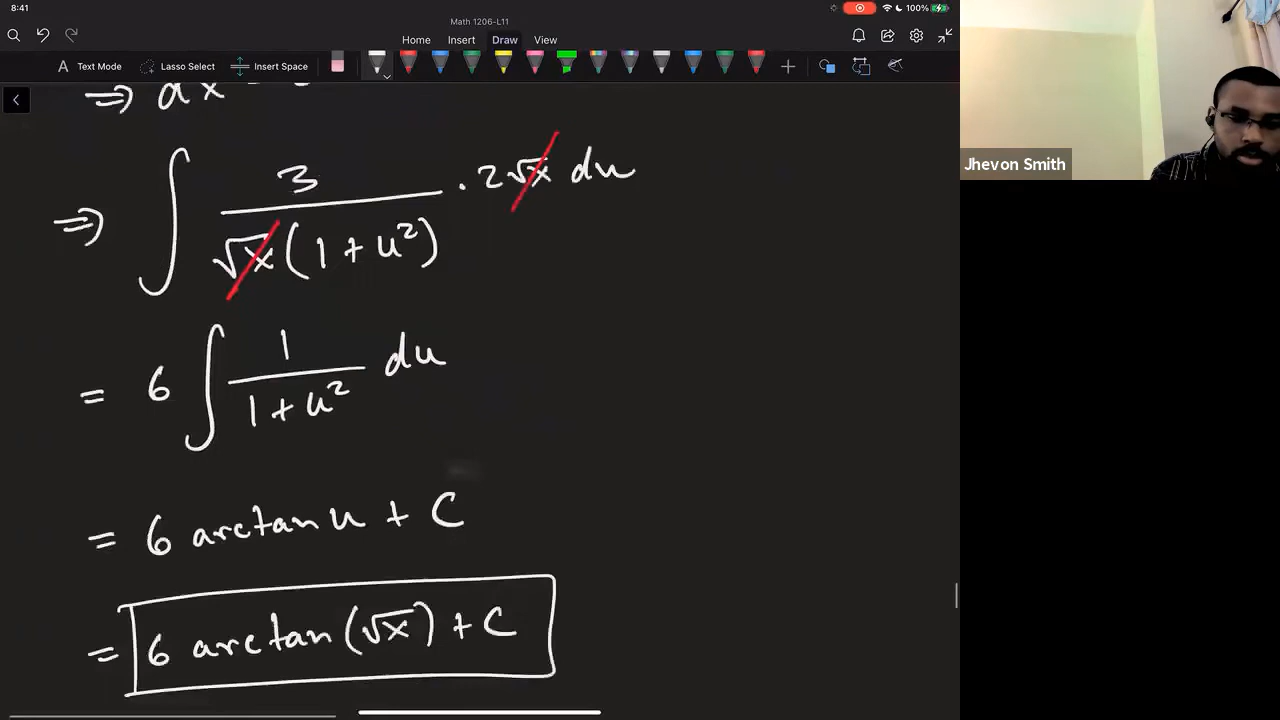 8:41
100%
Math 1206-L11
Home Insert Draw View
Text Mode Lasso Select Insert Space
⇒ dx
⇒ ∫ 3 / (√x (1 + u²)) · 2√x du
= 6 ∫ 1 / (1 + u²) du
= 6 arctan u + C
= 6 arctan (√x) + C
Jhevon Smith